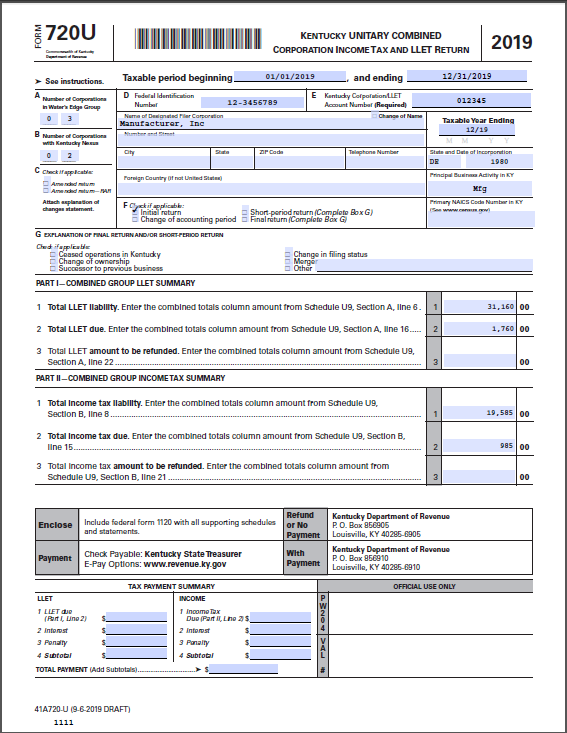 FORM 720U
Commonwealth of Kentucky
Department of Revenue
KENTUCKY UNITARY COMBINED
CORPORATION INCOME TAX AND LLET RETURN
2019
➤ See instructions.
Taxable period beginning 01/01/2019, and ending 12/31/2019
A Number of Corporations in Water's Edge Group
0 3
B Number of Corporations with Kentucky Nexus
0 2
C Check if applicable:
Amended return
Amended return—RAR
Attach explanation of changes statement.
D Federal Identification Number 12-3456789
E Kentucky Corporation/LLET Account Number (Required) 012345
Name of Designated Filer Corporation
Change of Name
Manufacturer, Inc
Number and Street
City State ZIP Code Telephone Number
Foreign Country (if not United States)
Taxable Year Ending
12/19
M M Y Y
State and Date of Incorporation
DE 1980
Principal Business Activity in KY
Mfg
Primary NAICS Code Number in KY
(See www.census.gov)
F Check if applicable:
Initial return Short-period return (Complete Box G)
Change of accounting period Final return (Complete Box G)
G EXPLANATION OF FINAL RETURN AND/OR SHORT-PERIOD RETURN
Check if applicable:
Ceased operations in Kentucky Change in filing status
Change of ownership Merger
Successor to previous business Other
PART I—COMBINED GROUP LLET SUMMARY
1 Total LLET liability. Enter the combined totals column amount from Schedule U9, Section A, line 6. 1 31,160 00
2 Total LLET due. Enter the combined totals column amount from Schedule U9, Section A, line 16..... 2 1,760 00
3 Total LLET amount to be refunded. Enter the combined totals column amount from Schedule U9,
Section A, line 22 3 00
PART II—COMBINED GROUP INCOME TAX SUMMARY
1 Total income tax liability. Enter the combined totals column amount from Schedule U9,
Section B, line 8 1 19,585 00
2 Total income tax due. Enter the combined totals column amount from Schedule U9, Section B,
line 15 2 985 00
3 Total income tax amount to be refunded. Enter the combined totals column amount from
Schedule U9, Section B, line 21 3 00
Enclose
Include federal form 1120 with all supporting schedules
and statements.
Refund or No Payment
Kentucky Department of Revenue
P. O. Box 856905
Louisville, KY 40285-6905
Payment
Check Payable: Kentucky State Treasurer
E-Pay Options: www.revenue.ky.gov
With Payment
Kentucky Department of Revenue
P. O. Box 856910
Louisville, KY 40285-6910
TAX PAYMENT SUMMARY
OFFICIAL USE ONLY
LLET INCOME
1 LLET due (Part I, Line 2) $ 1 Income Tax Due (Part II, Line 2) $
2 Interest $ 2 Interest $
3 Penalty $ 3 Penalty $
4 Subtotal $ 4 Subtotal $
TOTAL PAYMENT (Add Subtotals) ➤ $
P W 2 0 4
V A L #
41A720-U (9-6-2019 DRAFT)
1111